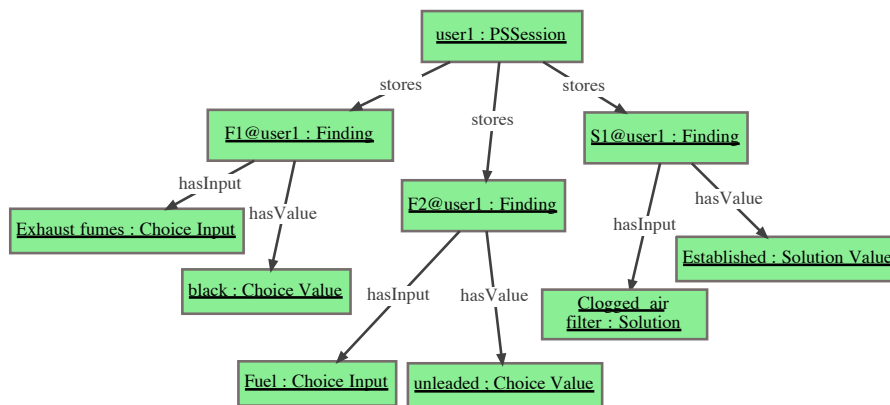 user1 : PSSession
stores
stores
stores
F1@user1 : Finding
S1@user1 : Finding
hasInput
hasValue
F2@user1 : Finding
hasInput
hasValue
Exhaust fumes : Choice Input
Established : Solution Value
black : Choice Value
hasInput
hasValue
Clogged air
filter : Solution
Fuel : Choice Input
unleaded : Choice Value